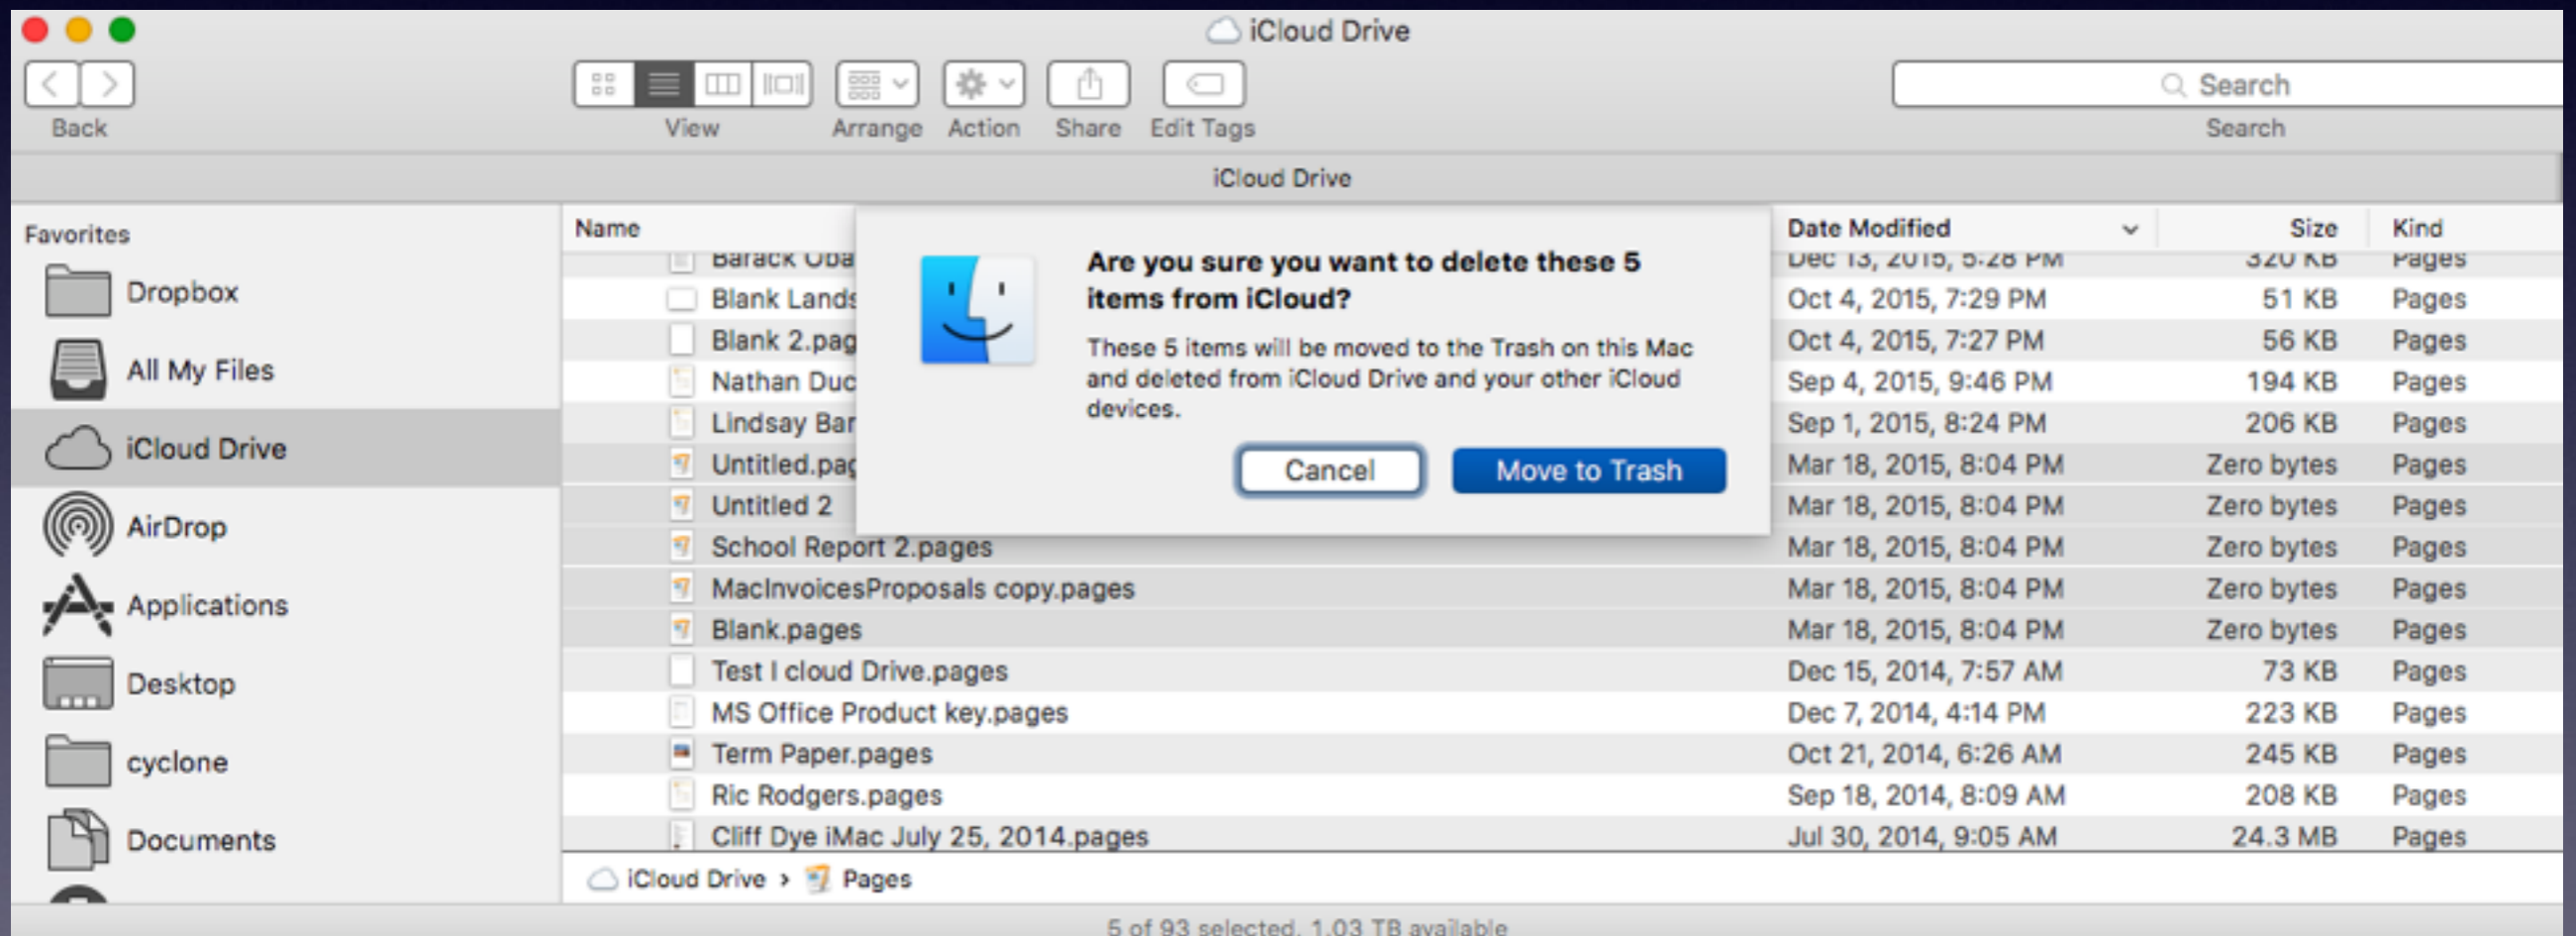 iCloud Drive
Back
View
Arrange
Action
Share
Edit Tags
Search
Search
iCloud Drive
Favorites
Dropbox
All My Files
iCloud Drive
AirDrop
Applications
Desktop
cyclone
Documents
Name Date Modified Size Kind
Barack Oba Dec 13, 2015, 5:28 PM 320 KB Pages
Blank Lands Oct 4, 2015, 7:29 PM 51 KB Pages
Blank 2.pag Oct 4, 2015, 7:27 PM 56 KB Pages
Nathan Duc Sep 4, 2015, 9:46 PM 194 KB Pages
Lindsay Bar Sep 1, 2015, 8:24 PM 206 KB Pages
Untitled.pag Mar 18, 2015, 8:04 PM Zero bytes Pages
Untitled 2 Mar 18, 2015, 8:04 PM Zero bytes Pages
School Report 2.pages Mar 18, 2015, 8:04 PM Zero bytes Pages
MacInvoicesProposals copy.pages Mar 18, 2015, 8:04 PM Zero bytes Pages
Blank.pages Mar 18, 2015, 8:04 PM Zero bytes Pages
Test I cloud Drive.pages Dec 15, 2014, 7:57 AM 73 KB Pages
MS Office Product key.pages Dec 7, 2014, 4:14 PM 223 KB Pages
Term Paper.pages Oct 21, 2014, 6:26 AM 245 KB Pages
Ric Rodgers.pages Sep 18, 2014, 8:09 AM 208 KB Pages
Cliff Dye iMac July 25, 2014.pages Jul 30, 2014, 9:05 AM 24.3 MB Pages
Are you sure you want to delete these 5
items from iCloud?
These 5 items will be moved to the Trash on this Mac
and deleted from iCloud Drive and your other iCloud
devices.
Cancel
Move to Trash
iCloud Drive › Pages
5 of 93 selected, 1.03 TB available